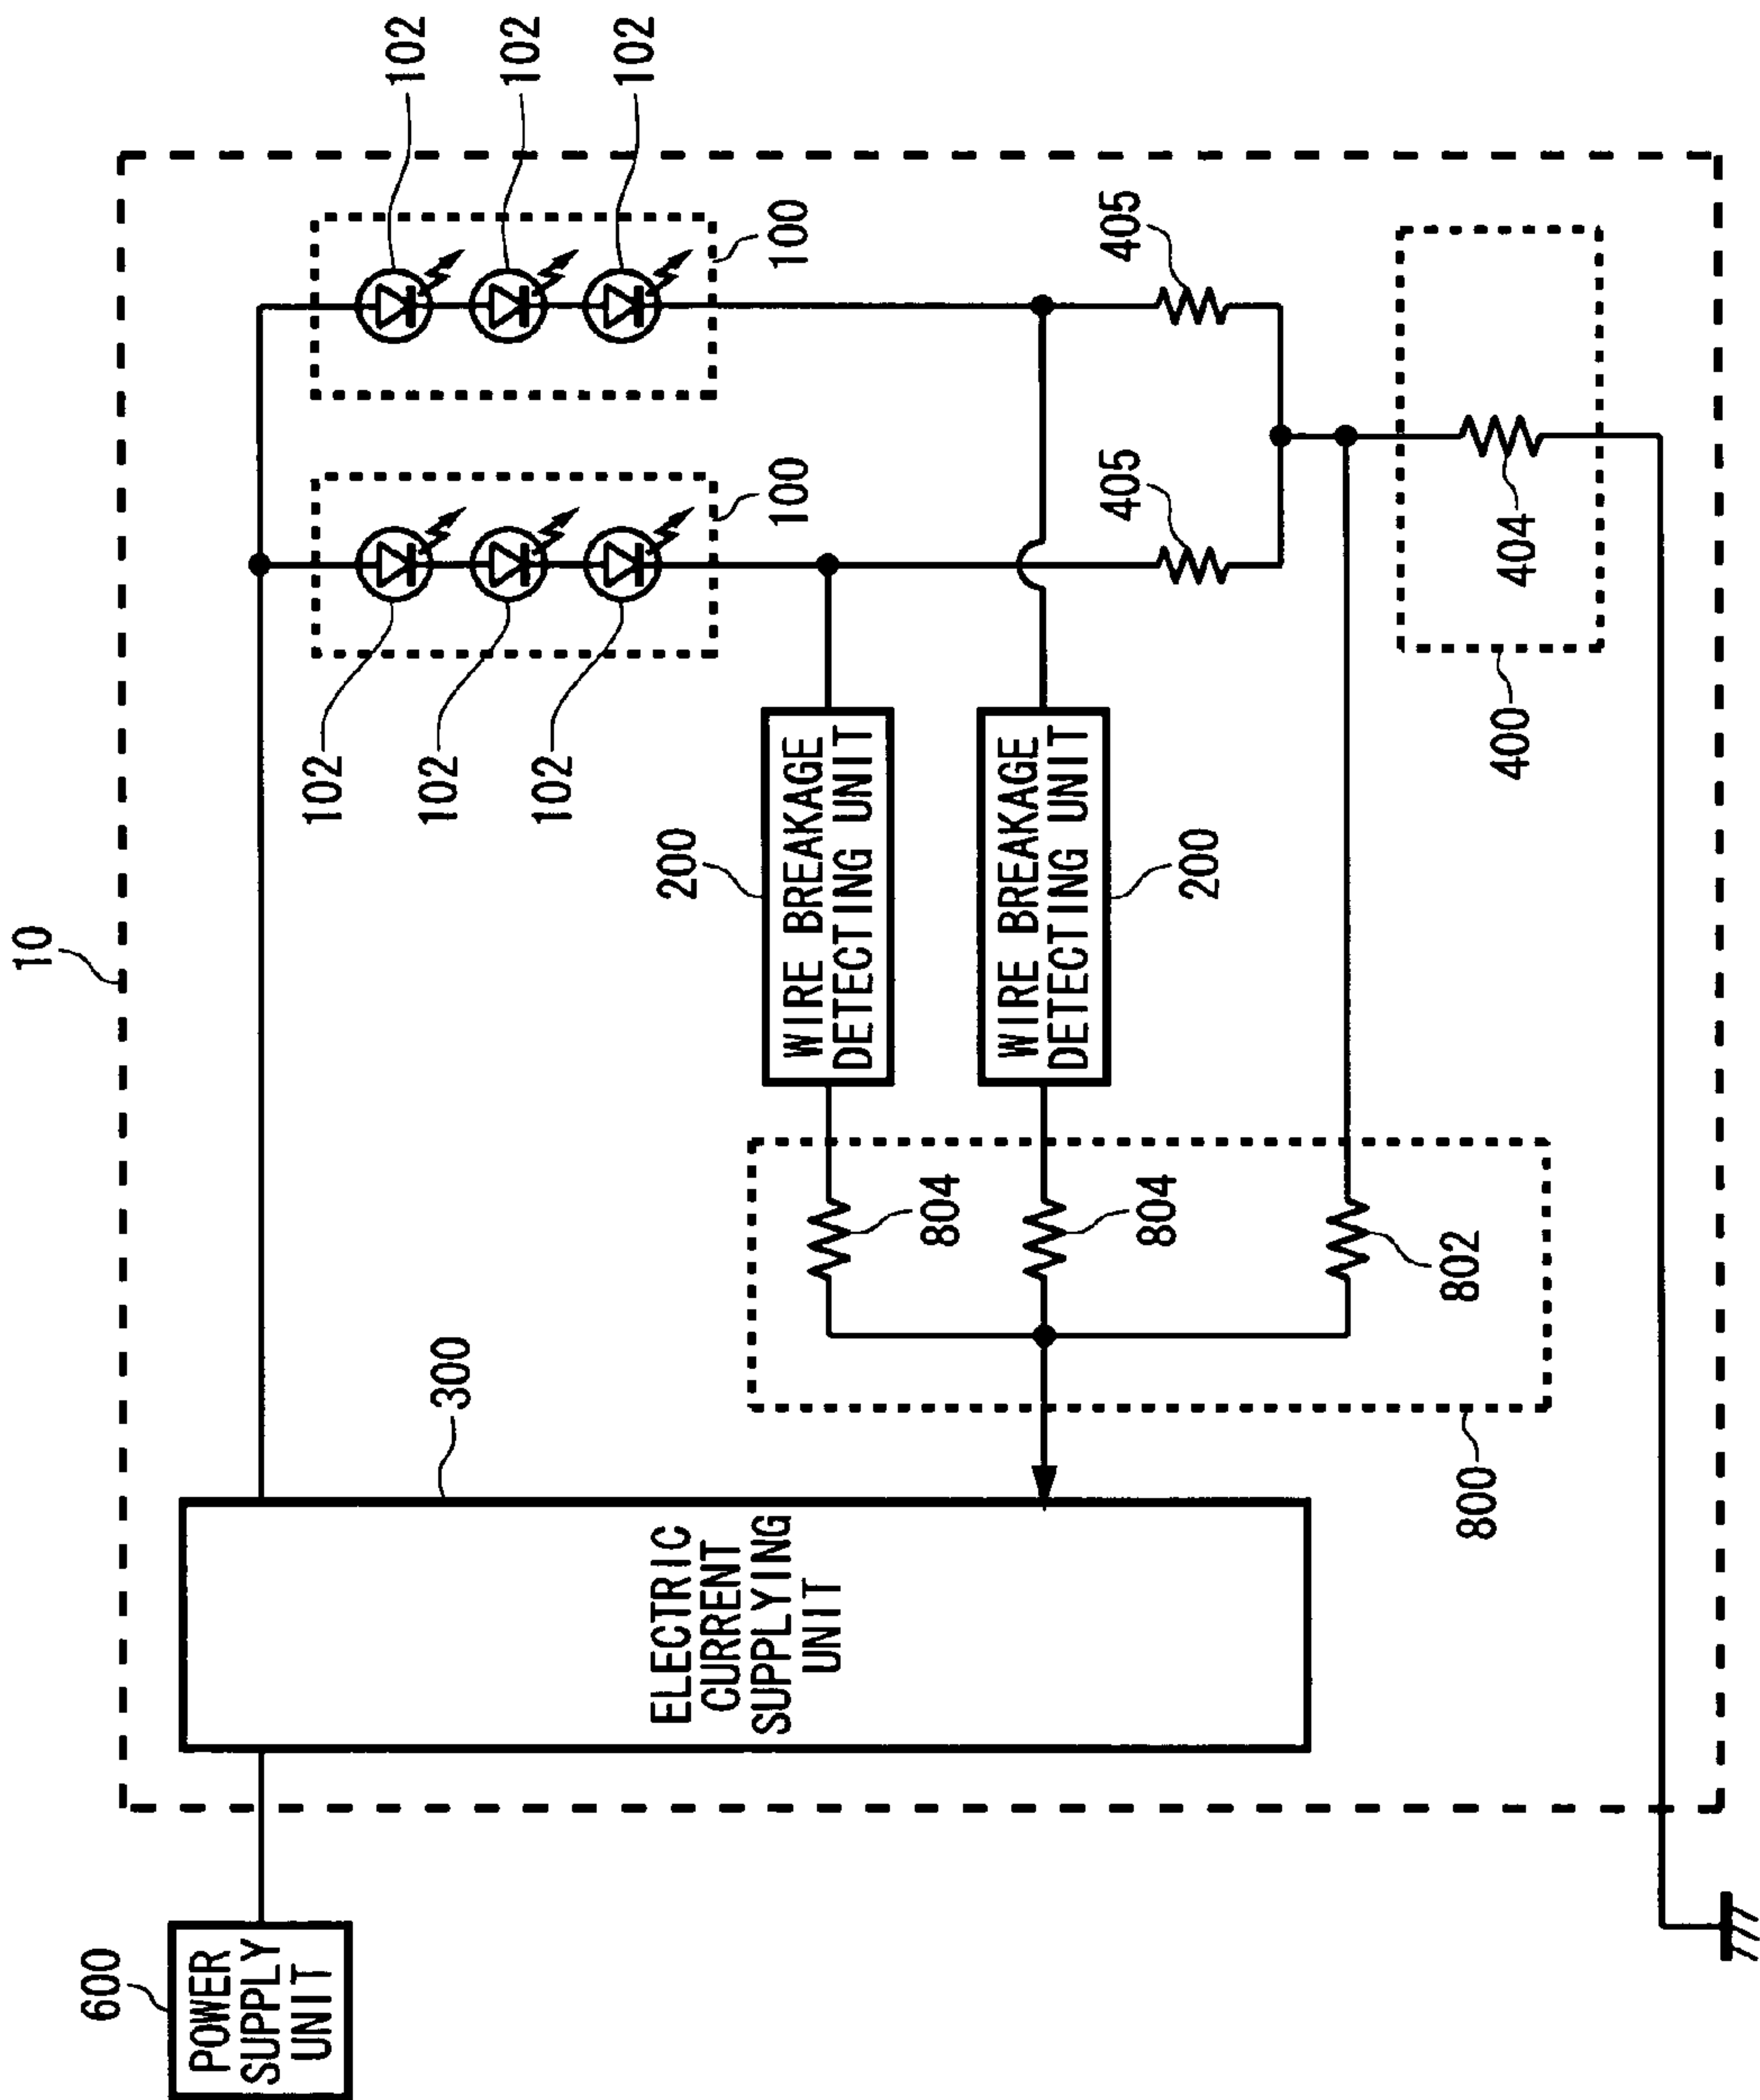 10
600
POWER
SUPPLY
UNIT
300
ELECTRIC
CURRENT
SUPPLYING
UNIT
102
102
102
100
102
102
102
100
200
WIRE BREAKAGE
DETECTING UNIT
WIRE BREAKAGE
DETECTING UNIT
200
804
804
802
800
405
405
404
400